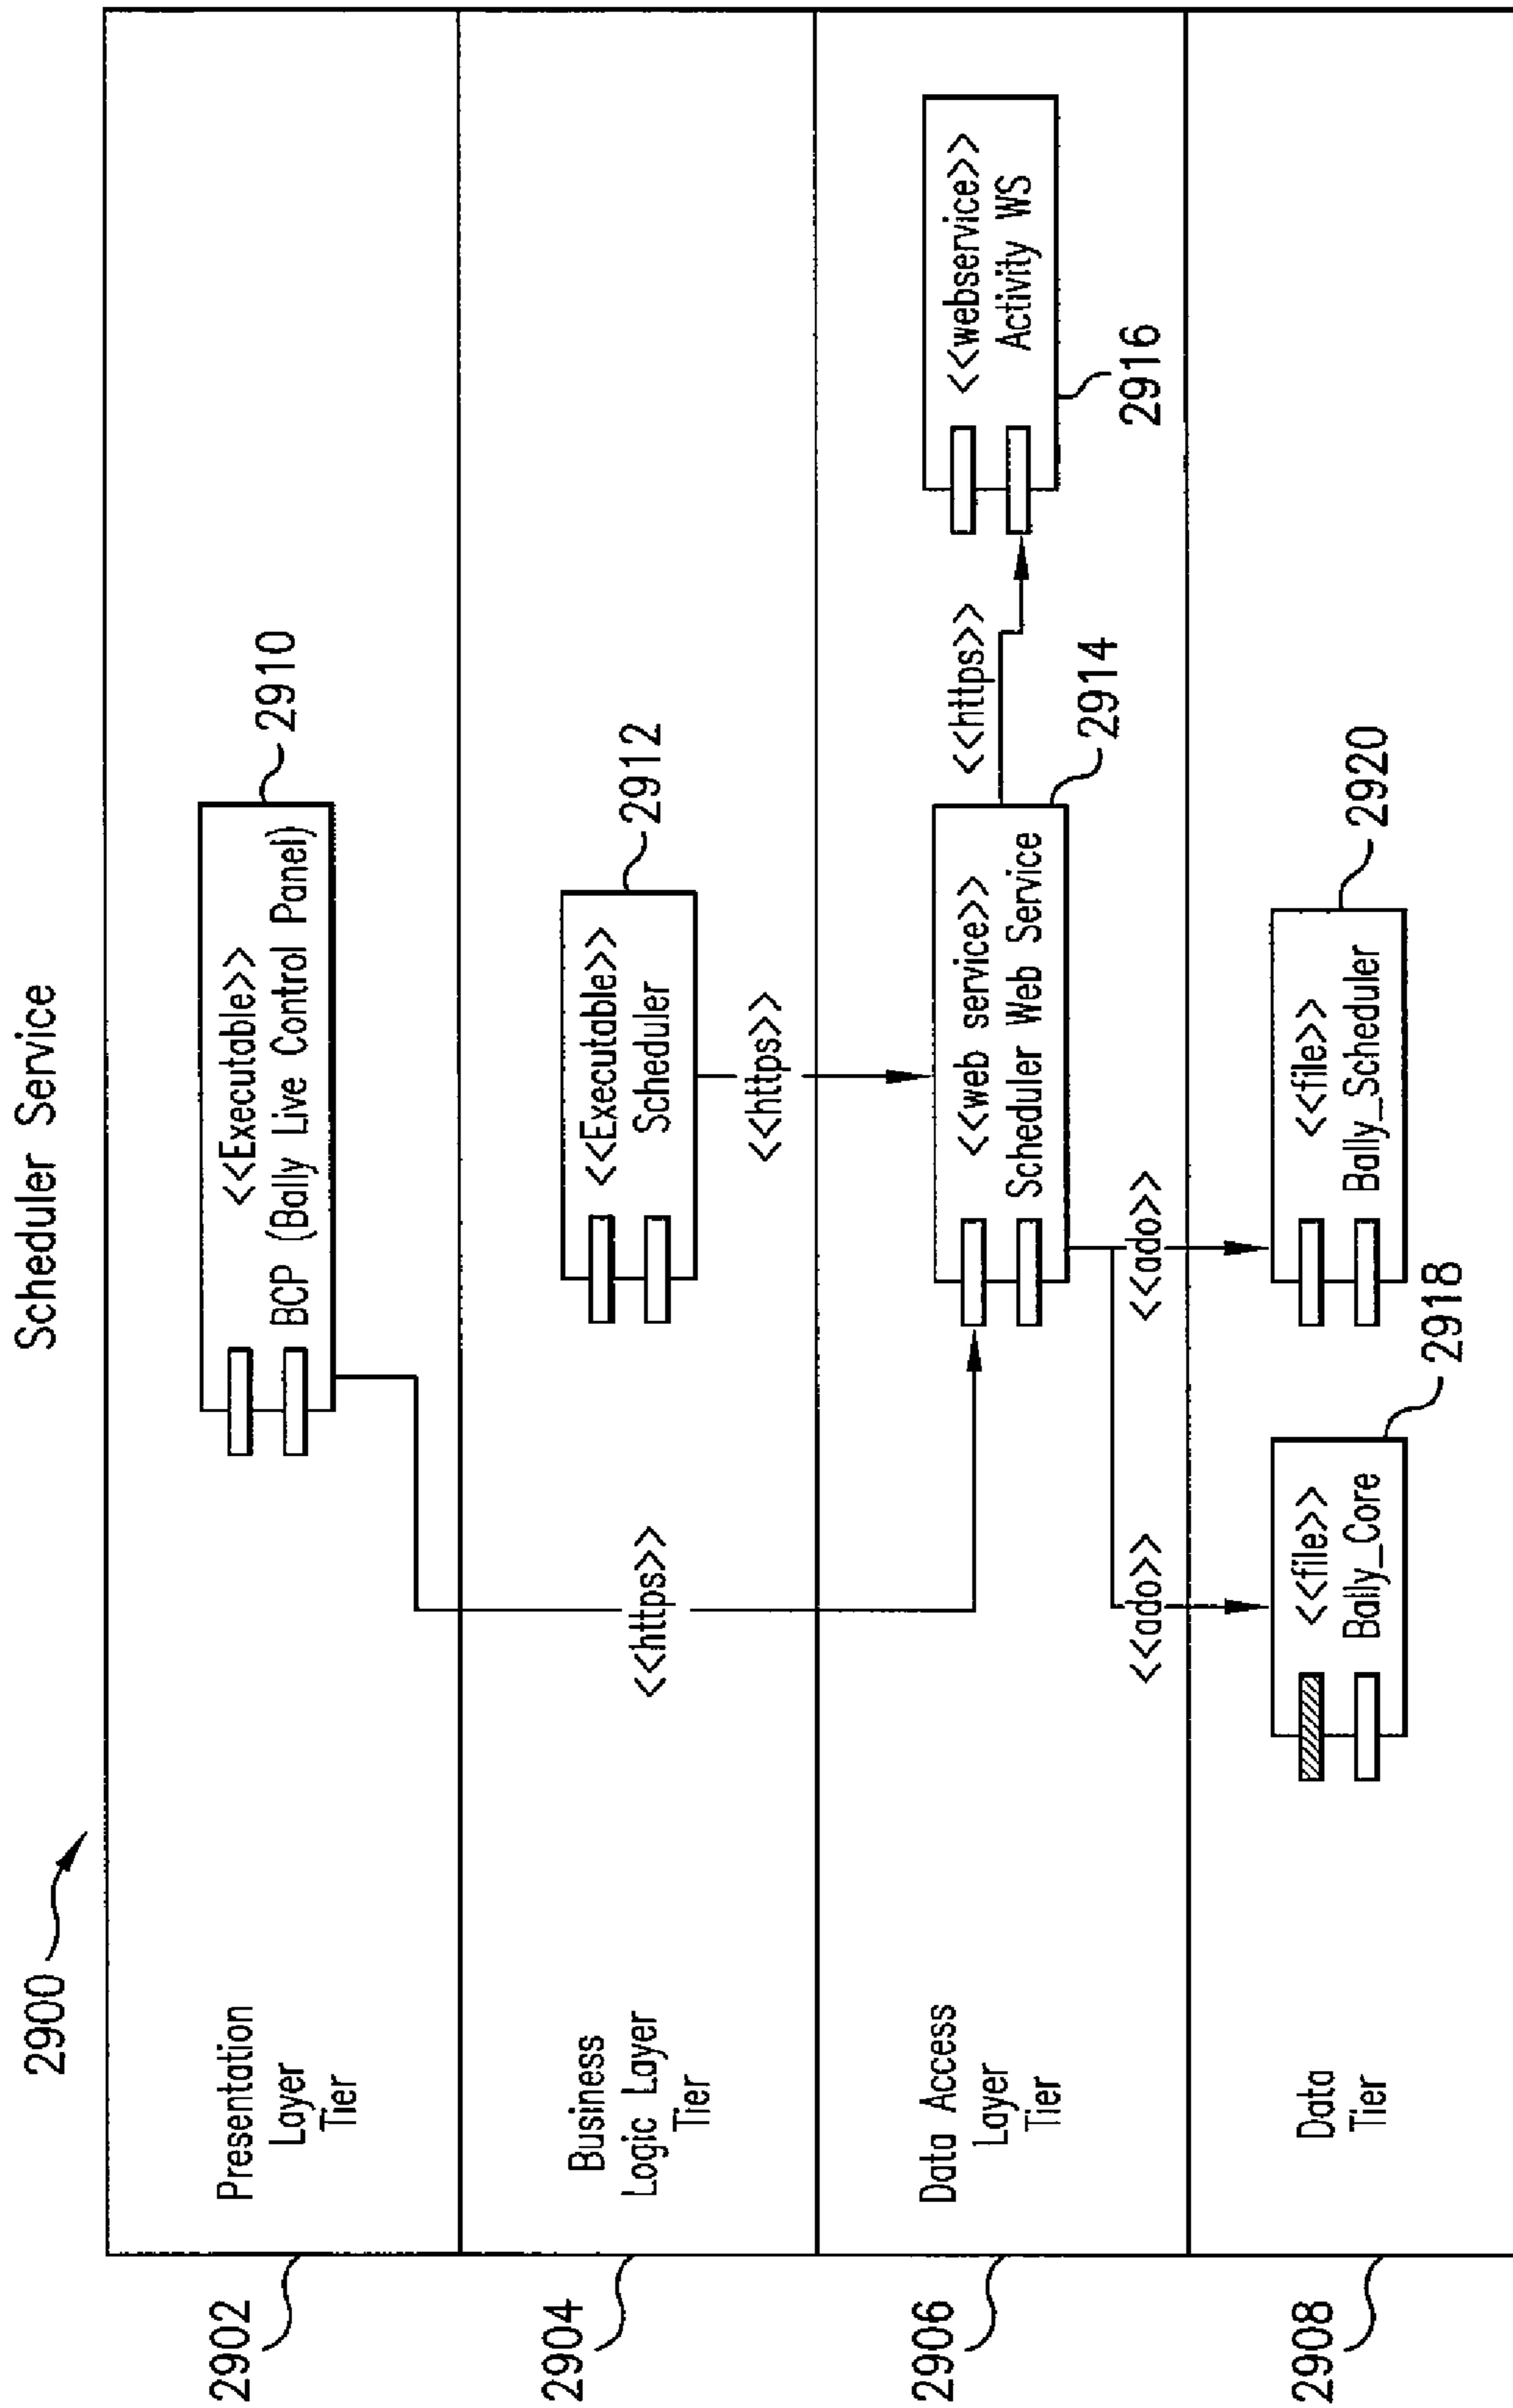 Scheduler Service
2900
2902
Presentation
Layer
Tier
<<Executable>>
BCP (Bally Live Control Panel)
2910
2904
Business
Logic Layer
Tier
<<https>>
<<Executable>>
Scheduler
2912
<<https>>
2906
Data Access
Layer
Tier
<<web service>>
Scheduler Web Service
2914
<<https>>
<<webservice>>
Activity WS
2916
<<ado>>
<<ado>>
2908
Data
Tier
<<file>>
Bally_Core
2918
<<file>>
Bally_Scheduler
2920